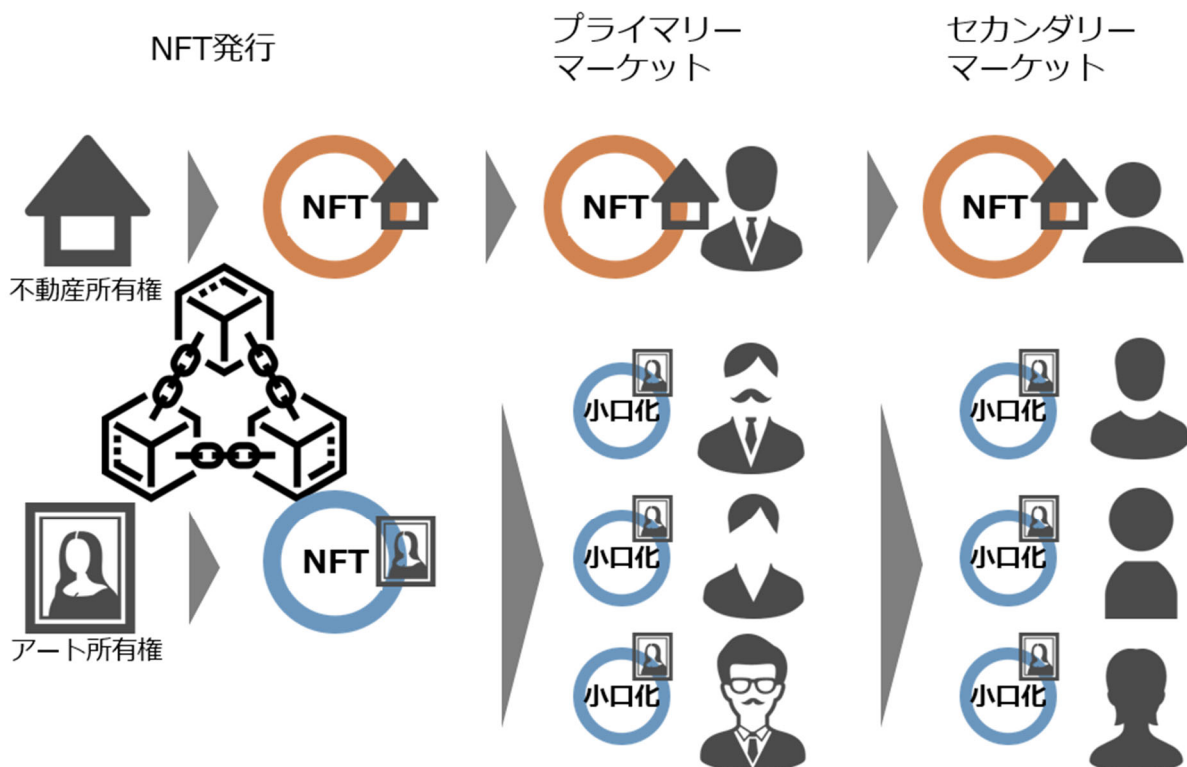 NFT発行
プライマリー
マーケット
セカンダリー
マーケット
NFT
NFT
NFT
不動産所有権
小口化
小口化
NFT
小口化
小口化
アート所有権
小口化
小口化